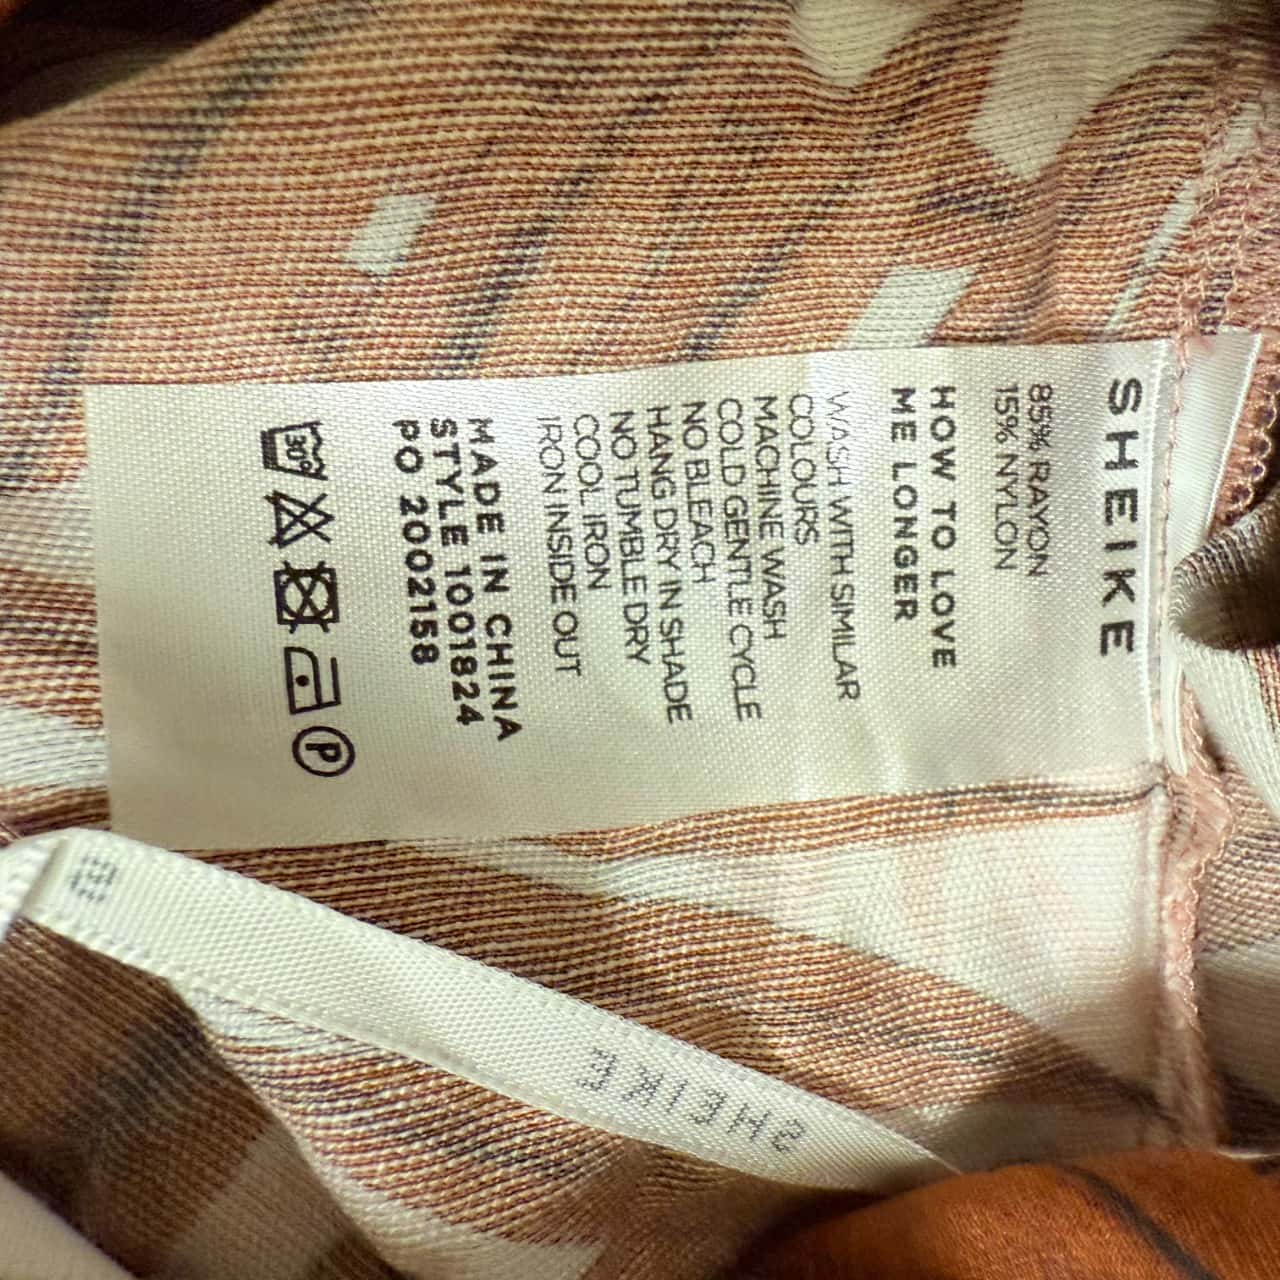 SHEIKE
85% RAYON
15% NYLON
HOW TO LOVE
ME LONGER
WASH WITH SIMILAR
COLOURS
MACHINE WASH
COLD GENTLE CYCLE
NO BLEACH
HANG DRY IN SHADE
NO TUMBLE DRY
COOL IRON
IRON INSIDE OUT
MADE IN CHINA
STYLE 1001824
PO 2002158
30°
P
SHEIKE